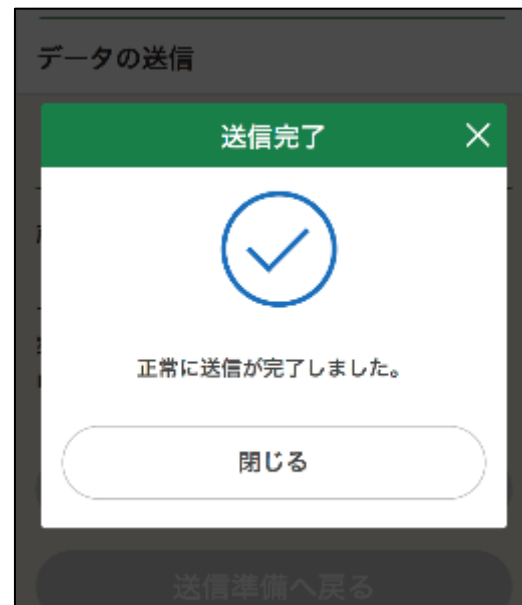 データの送信
送信完了
正常に送信が完了しました。
閉じる
送信準備へ戻る